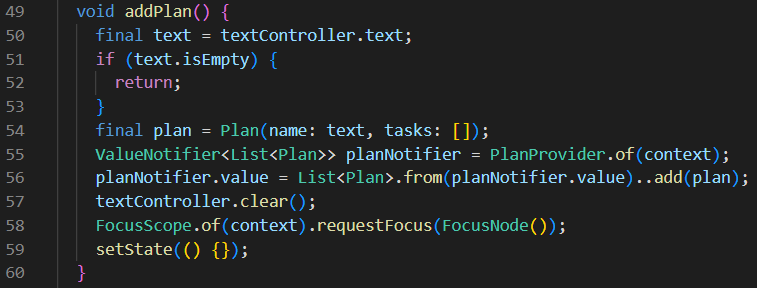 49 void addPlan() {
50 final text = textController.text;
51 if (text.isEmpty) {
52 return;
53 }
54 final plan = Plan(name: text, tasks: []);
55 ValueNotifier<List<Plan>> planNotifier = PlanProvider.of(context);
56 planNotifier.value = List<Plan>.from(planNotifier.value)..add(plan);
57 textController.clear();
58 FocusScope.of(context).requestFocus(FocusNode());
59 setState(() {});
60 }